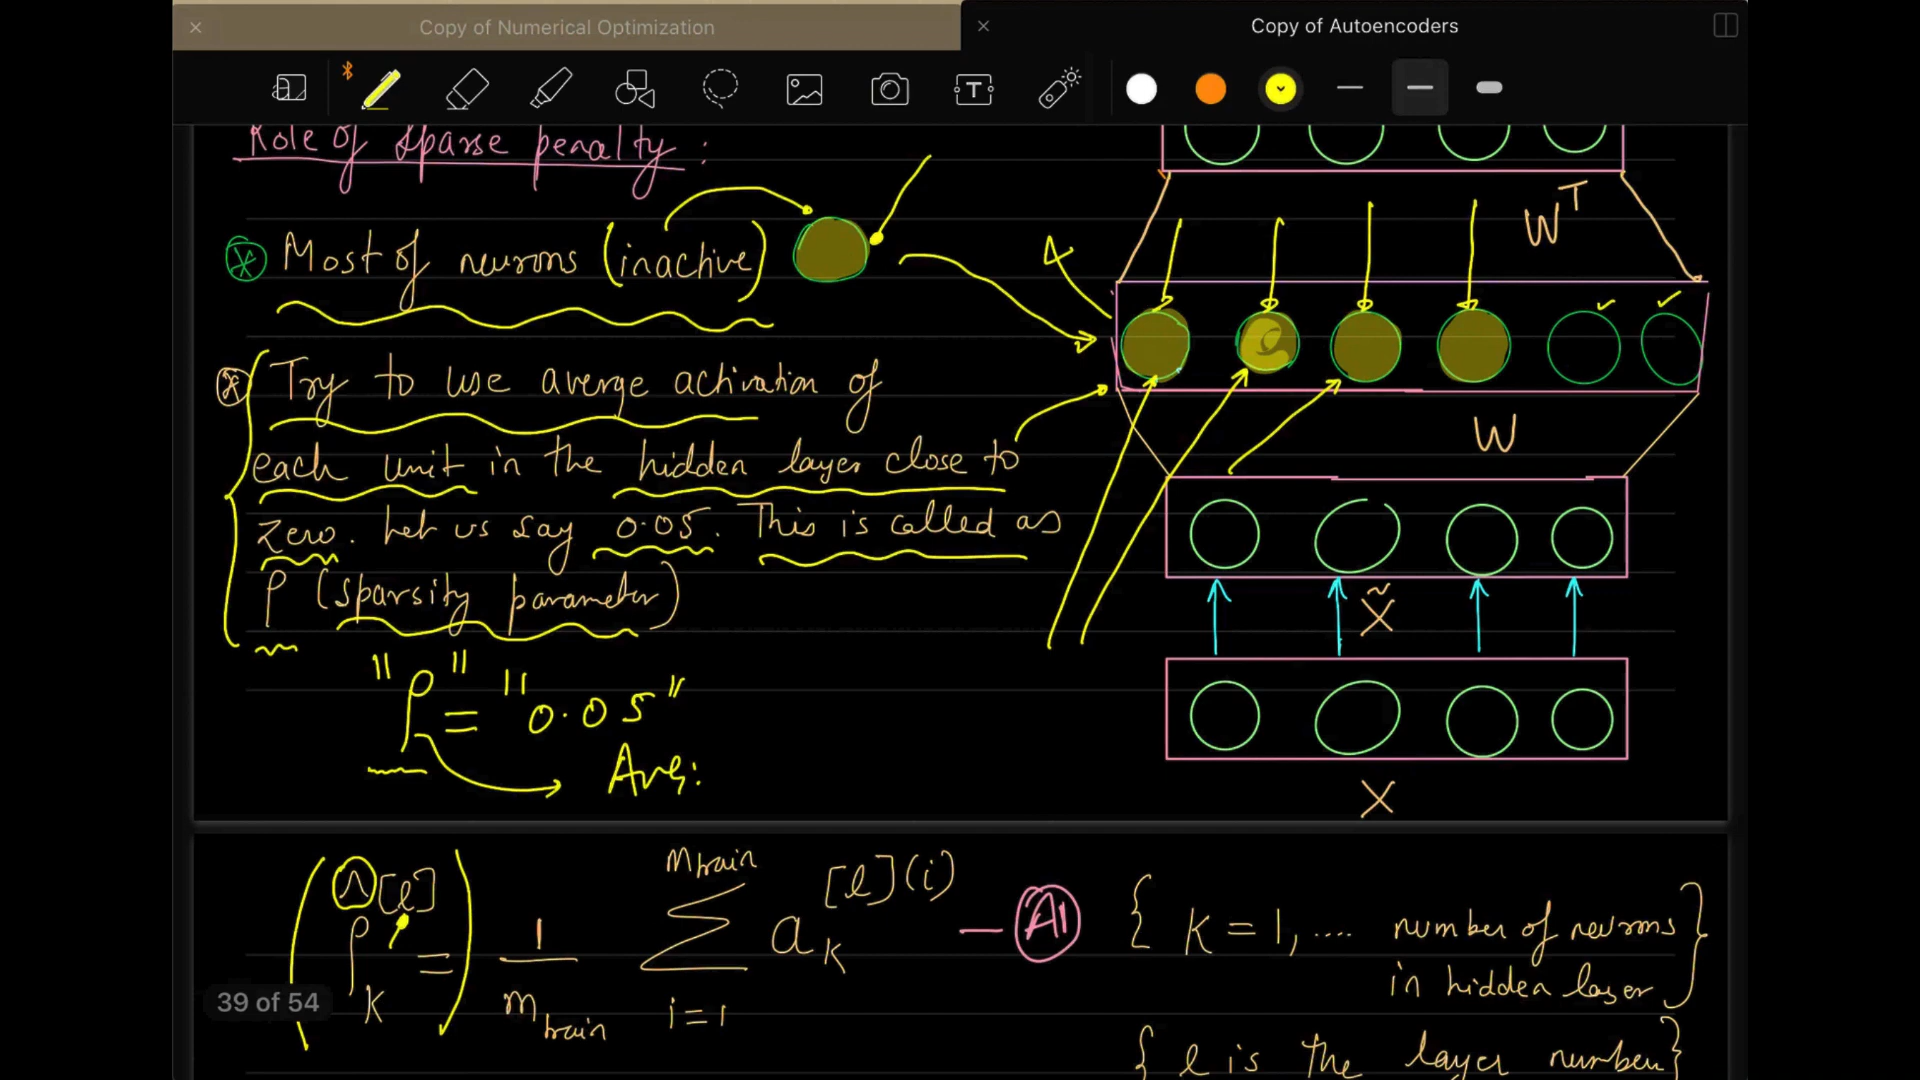 Copy of Numerical Optimization
Copy of Autoencoders
Role of sparse penalty :
Most of neurons (inactive)
Try to use averge activation of
each unit in the hidden layer close to
zero. Let us say 0.05. This is called as
ρ (sparsity parameter)
"ρ" = "0.05"
Avg:
4
W^T
W
X̃
X
ρ̂_K^[l] = 1/m_train Σ_{i=1}^{m_train} a_K^[l](i) — A1
{ K = 1, .... number of neurons
in hidden layer }
{ l is the layer number }
39 of 54